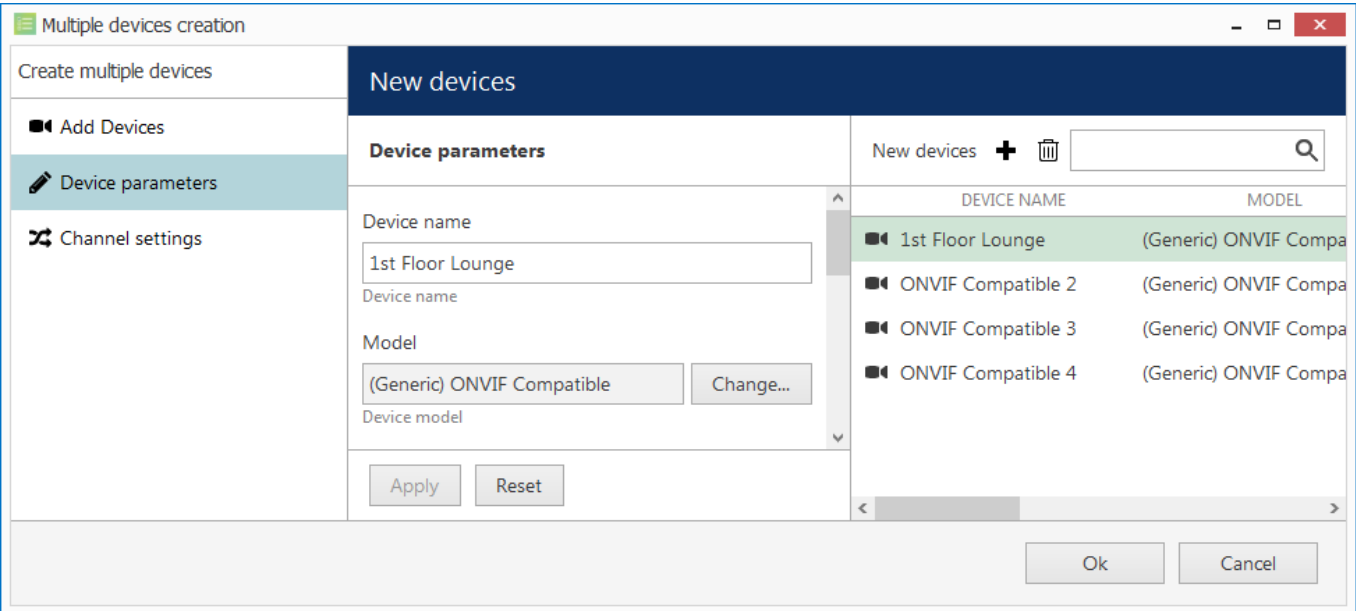 Multiple devices creation
Create multiple devices
Add Devices
Device parameters
Channel settings
New devices
Device parameters
Device name
1st Floor Lounge
Device name
Model
(Generic) ONVIF Compatible
Change...
Device model
Apply
Reset
New devices
DEVICE NAME MODEL
1st Floor Lounge (Generic) ONVIF Compa
ONVIF Compatible 2 (Generic) ONVIF Compa
ONVIF Compatible 3 (Generic) ONVIF Compa
ONVIF Compatible 4 (Generic) ONVIF Compa
Ok
Cancel